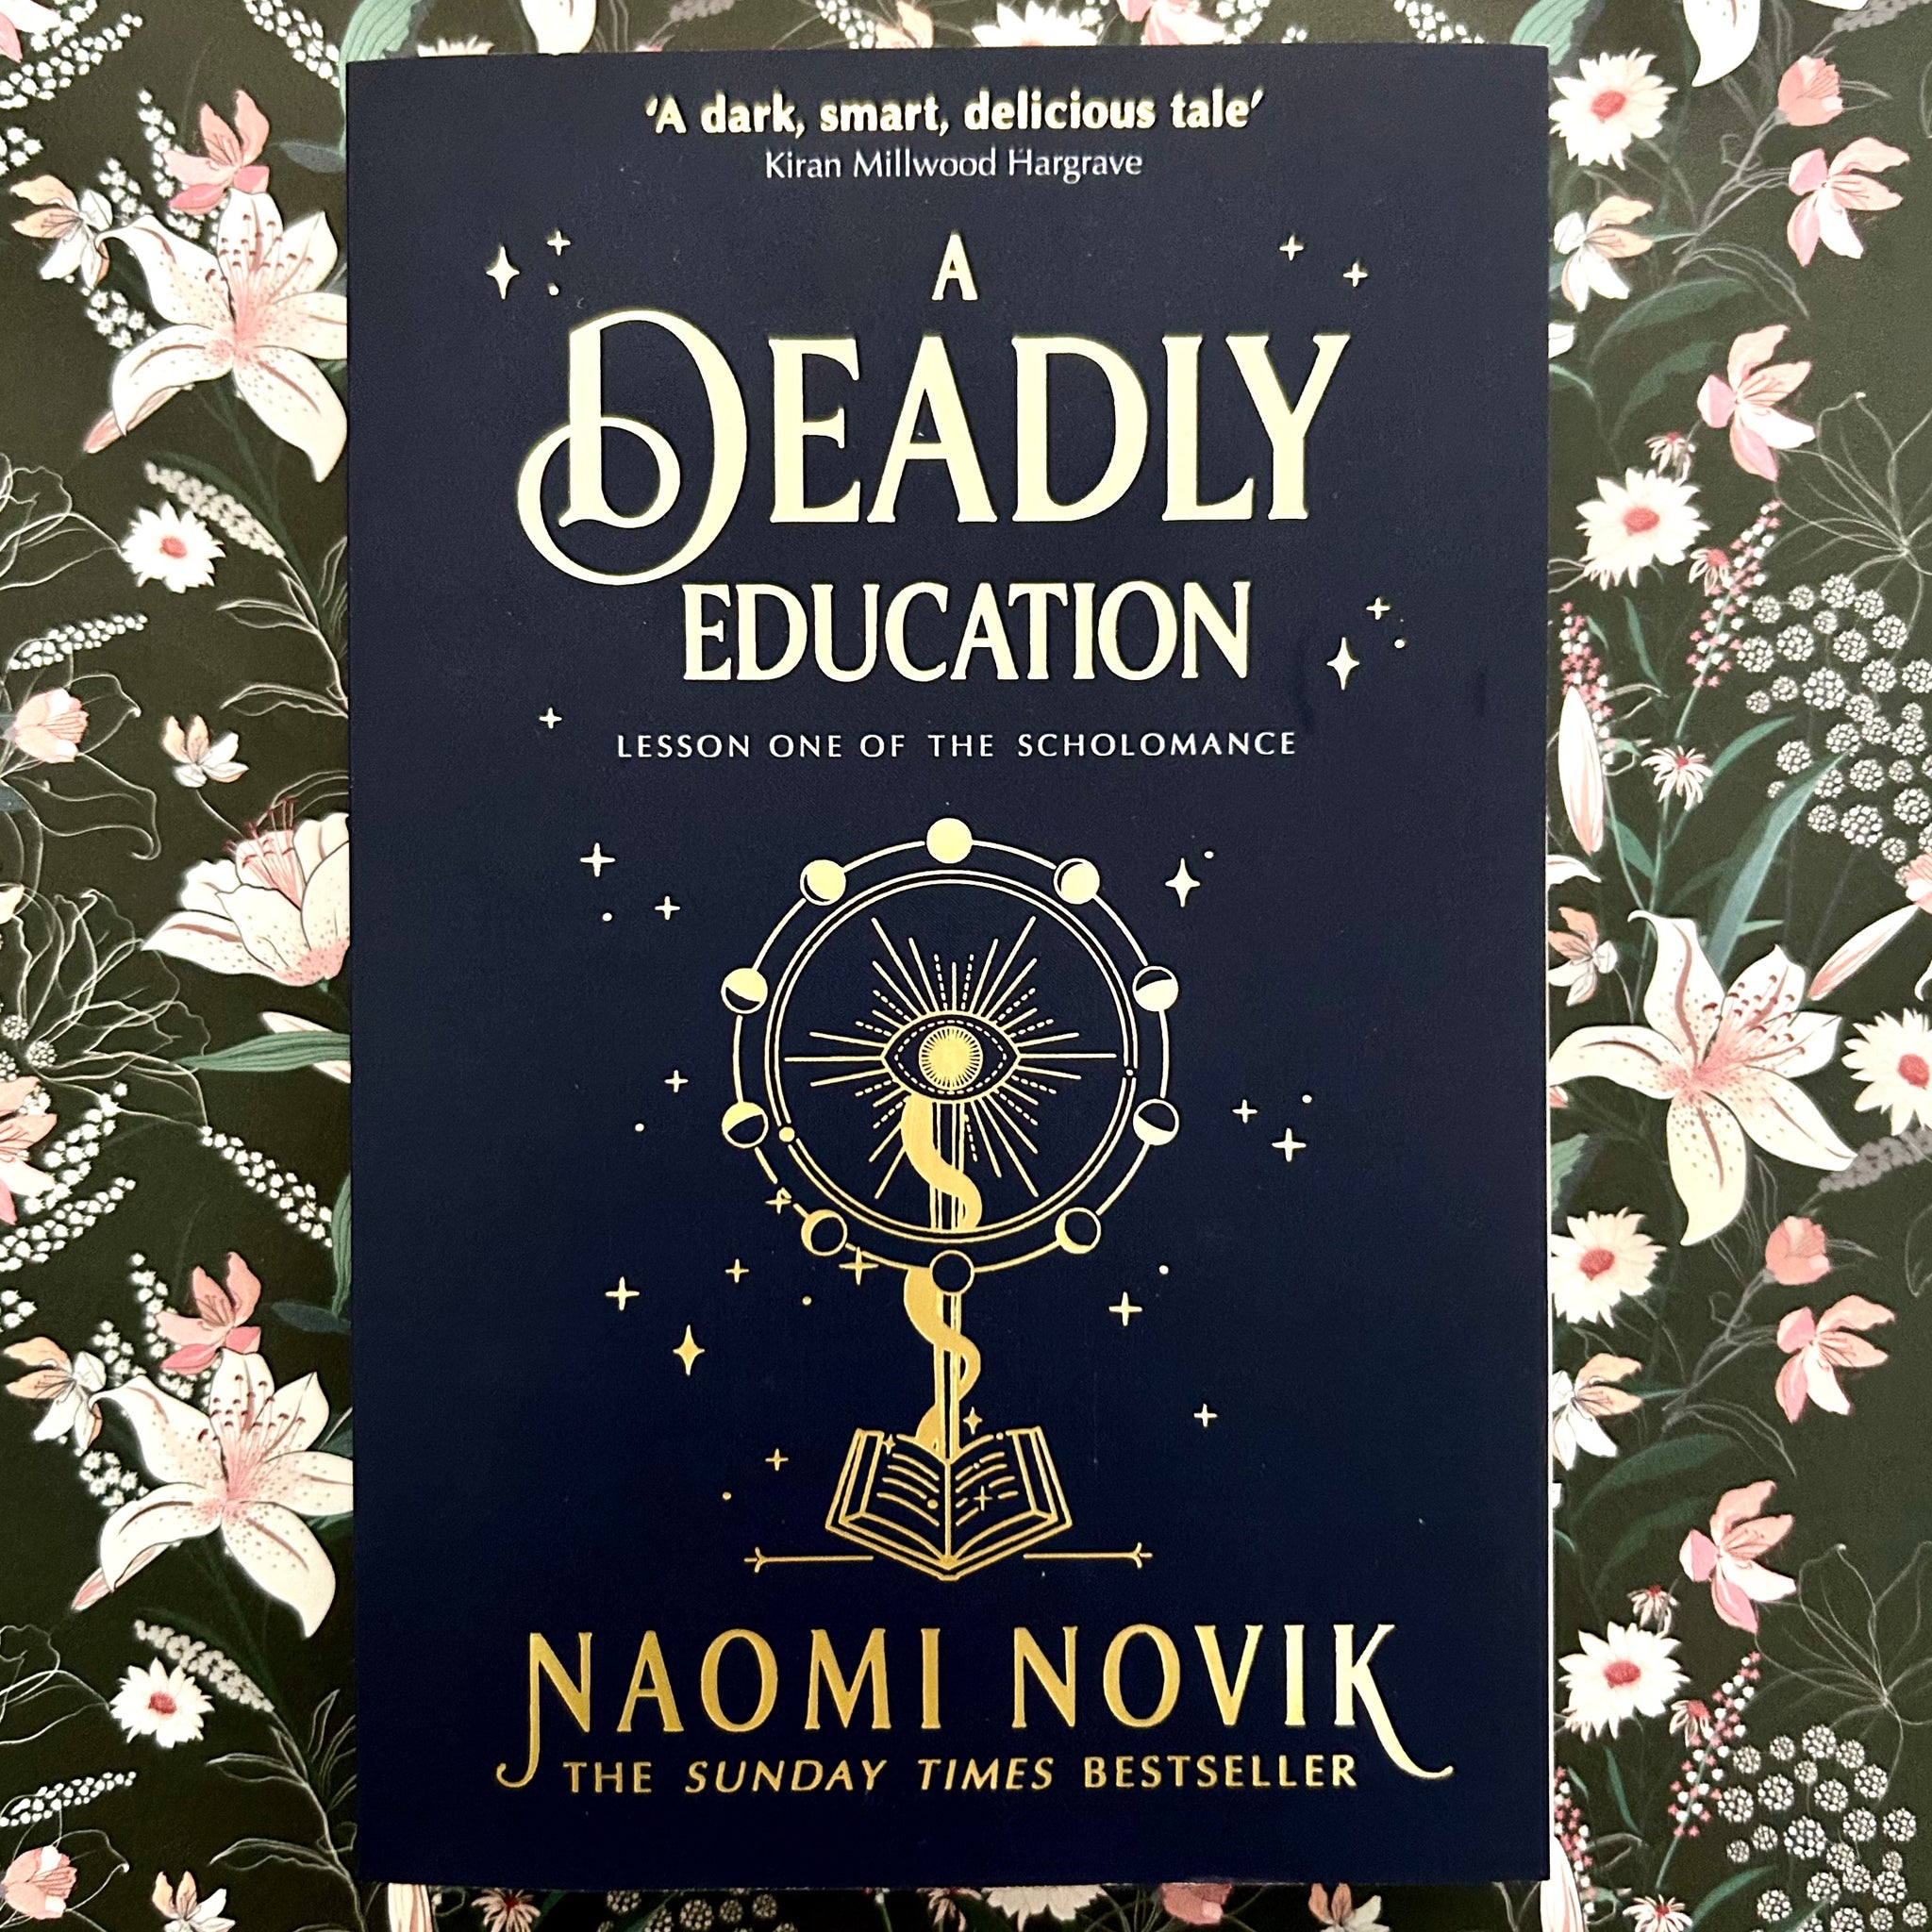 ‘A dark, smart, delicious tale’
Kiran Millwood Hargrave
A
DEADLY
EDUCATION
LESSON ONE OF THE SCHOLOMANCE
NAOMI NOVIK
THE SUNDAY TIMES BESTSELLER